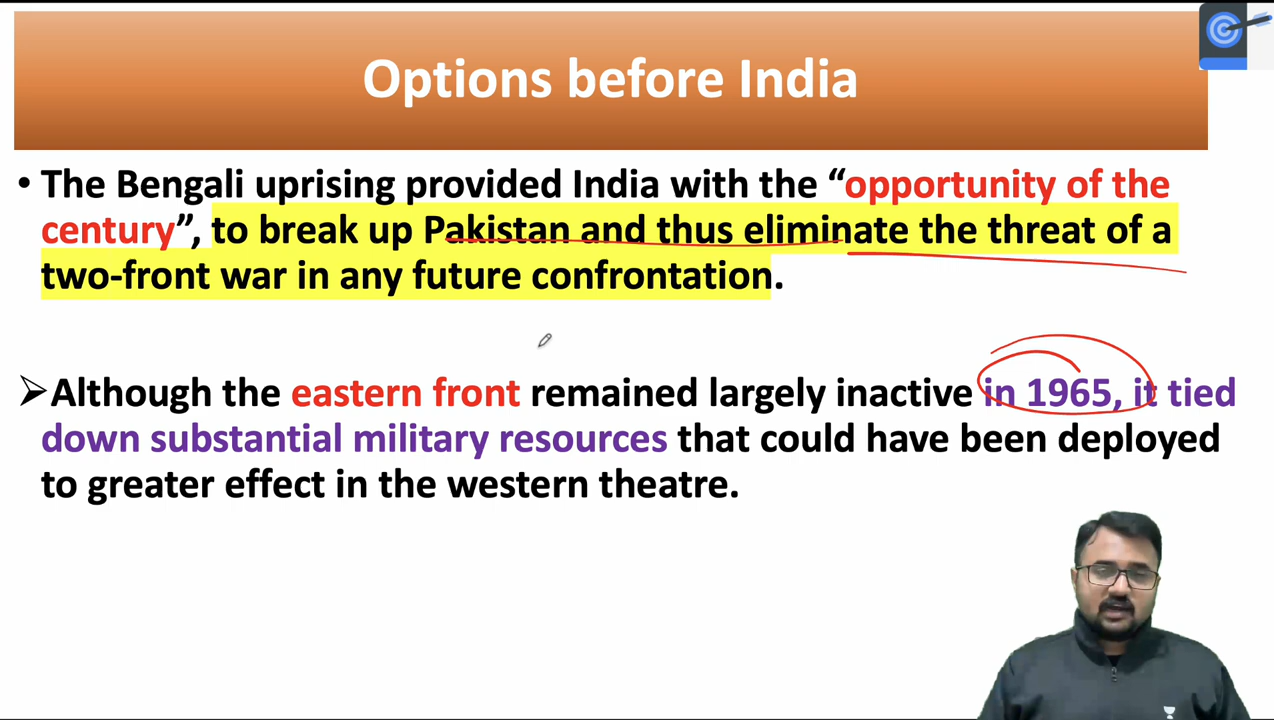 Options before India
• The Bengali uprising provided India with the “opportunity of the
century”, to break up Pakistan and thus eliminate the threat of a
two-front war in any future confrontation.
➢Although the eastern front remained largely inactive in 1965, it tied
down substantial military resources that could have been deployed
to greater effect in the western theatre.